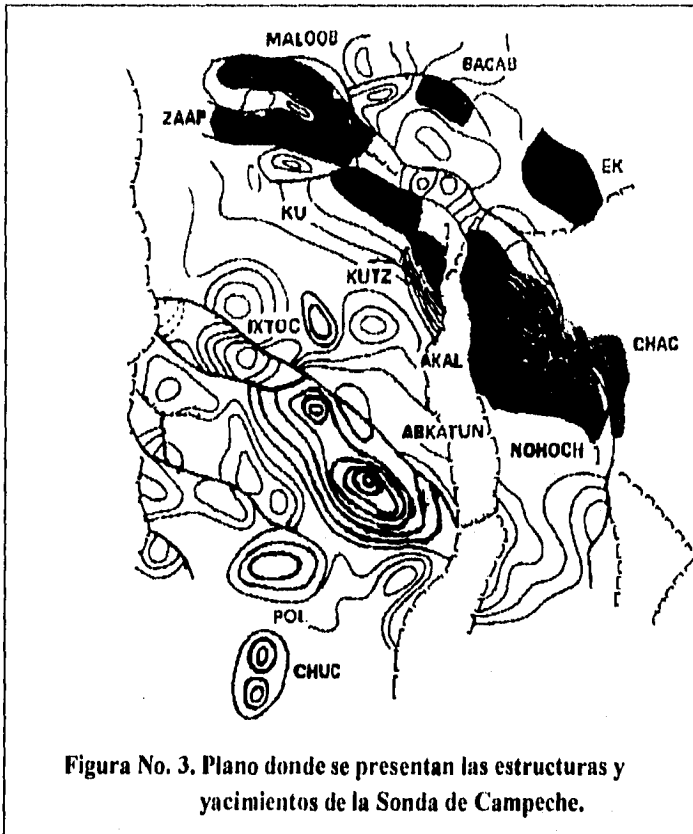 MALOOB
BACAB
ZAAP
EK
KU
KUTZ
IXTOC
CHAC
AKAL
ABKATUN
NOHOCH
POL
CHUC
Figura No. 3. Plano donde se presentan las estructuras y
yacimientos de la Sonda de Campeche.